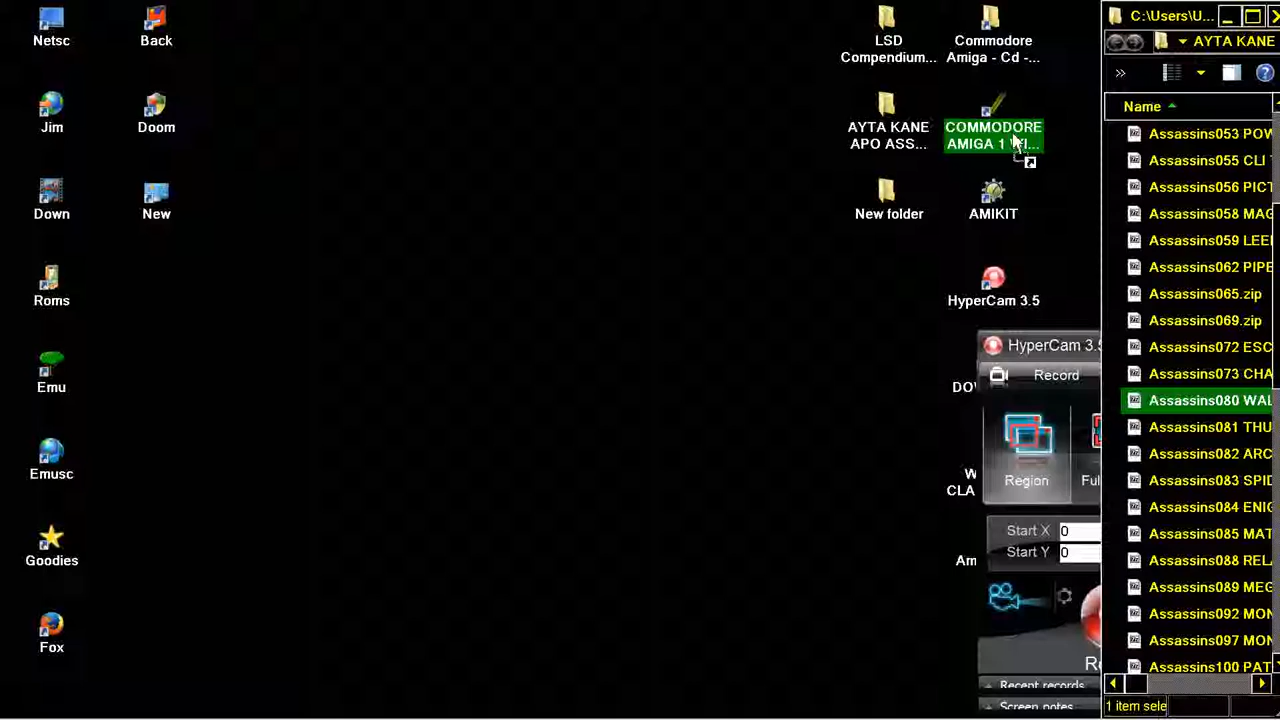 Netsc
Back
Jim
Doom
Down
New
Roms
Emu
Emusc
Goodies
Fox
LSD
Compendium...
Commodore
Amiga - Cd -...
AYTA KANE
APO ASS...
COMMODORE
AMIGA 1
New folder
AMIKIT
HyperCam 3.5
HyperCam 3.5
Record
Region
Start X 0
Start Y 0
Recent records
Screen notes
C:\Users\U...
AYTA KANE
»
Name
Assassins053 POW
Assassins055 CLI
Assassins056 PICT
Assassins058 MAG
Assassins059 LEE
Assassins062 PIPE
Assassins065.zip
Assassins069.zip
Assassins072 ESC
Assassins073 CHA
Assassins080 WAL
Assassins081 THU
Assassins082 ARC
Assassins083 SPI
Assassins084 ENI
Assassins085 MAT
Assassins088 REL
Assassins089 MEG
Assassins092 MON
Assassins097 MON
Assassins100 PAT
1 item sele